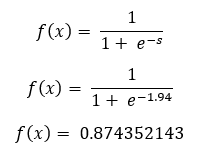 f(x) = 1 / (1 + e^{-s})
f(x) = 1 / (1 + e^{-1.94})
f(x) = 0.874352143